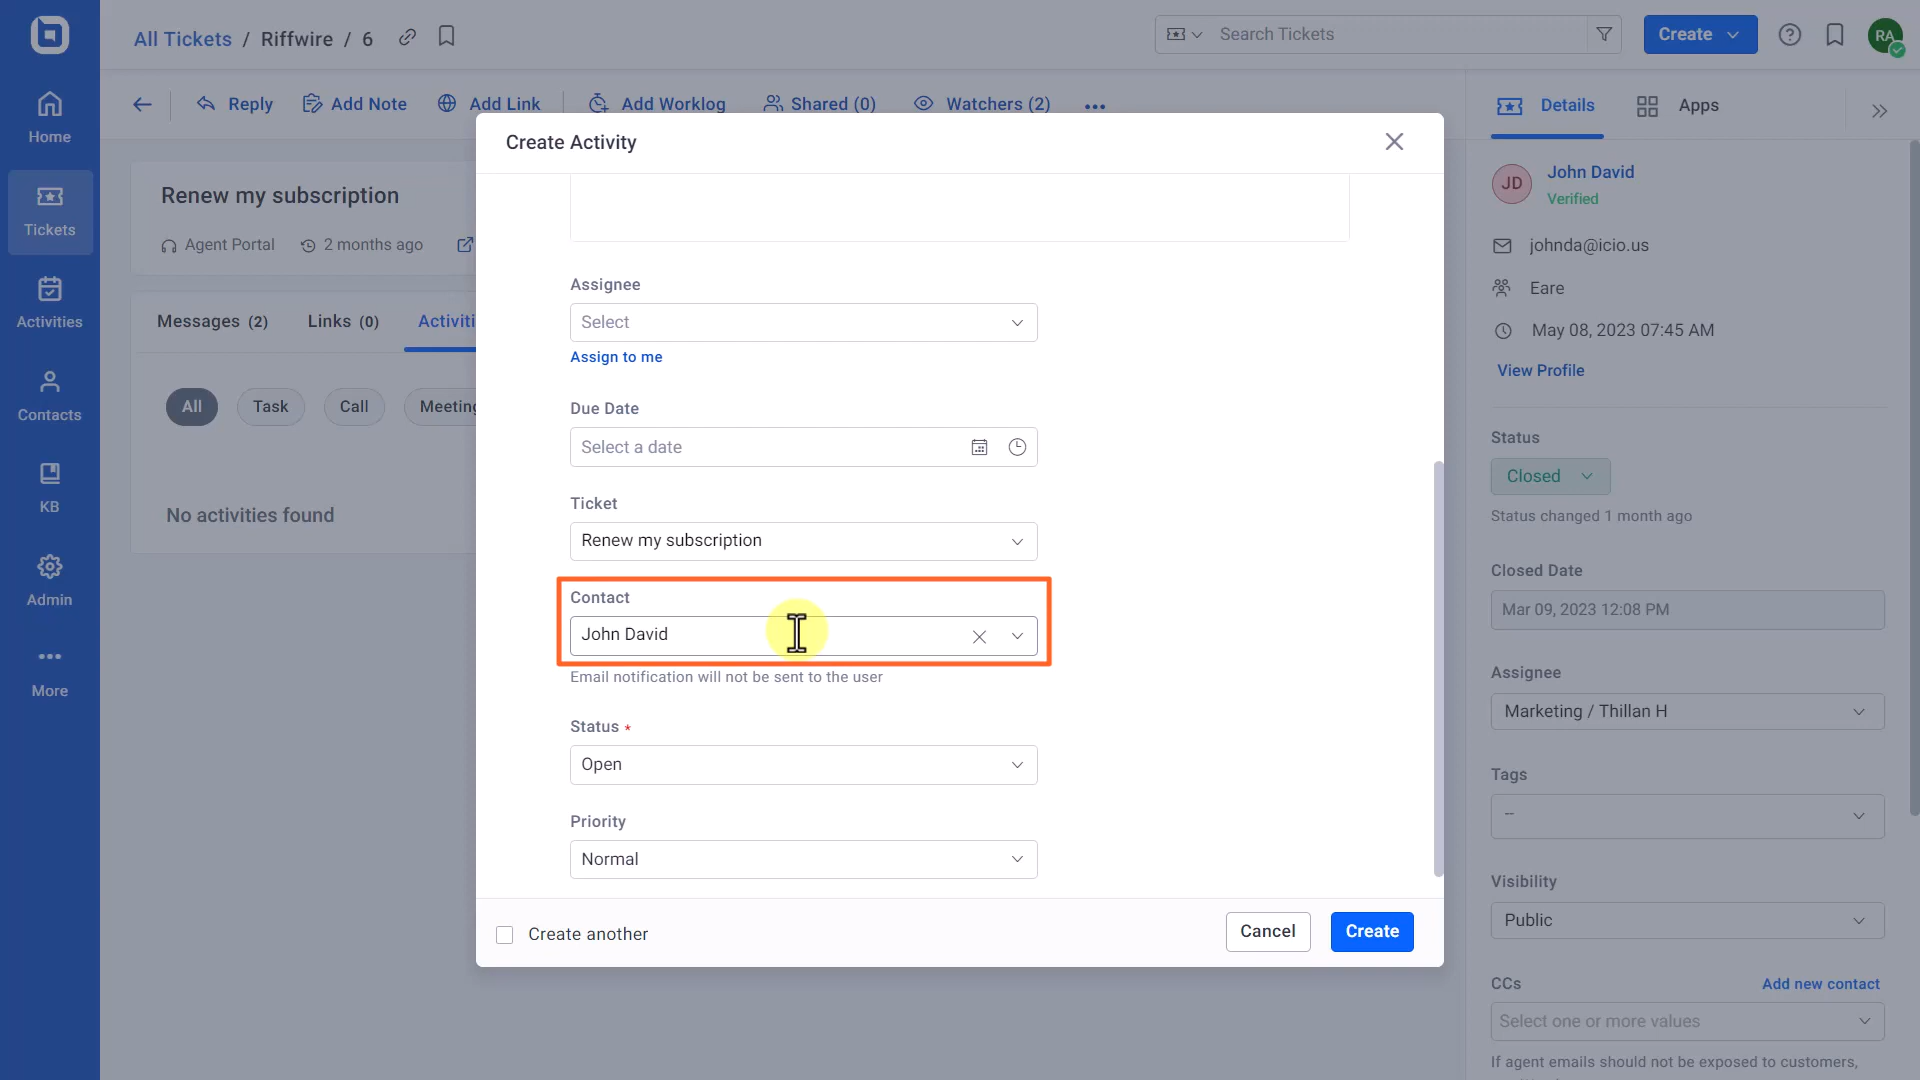 All Tickets / Riffwire / 6
Search Tickets
Create
RA
Home
Tickets
Activities
Contacts
KB
Admin
More
Reply
Add Note
Add Link
Add Worklog
Shared (0)
Watchers (2)
Renew my subscription
Agent Portal
2 months ago
Messages (2)
Links (0)
Activiti
All
Task
Call
Meeting
No activities found
Create Activity
Assignee
Select
Assign to me
Due Date
Select a date
Ticket
Renew my subscription
Contact
John David
Email notification will not be sent to the user
Status *
Open
Priority
Normal
Create another
Cancel
Create
Details
Apps
JD
John David
Verified
johnda@icio.us
Eare
May 08, 2023 07:45 AM
View Profile
Status
Closed
Status changed 1 month ago
Closed Date
Mar 09, 2023 12:08 PM
Assignee
Marketing / Thillan H
Tags
--
Visibility
Public
CCs
Add new contact
Select one or more values
If agent emails should not be exposed to customers,